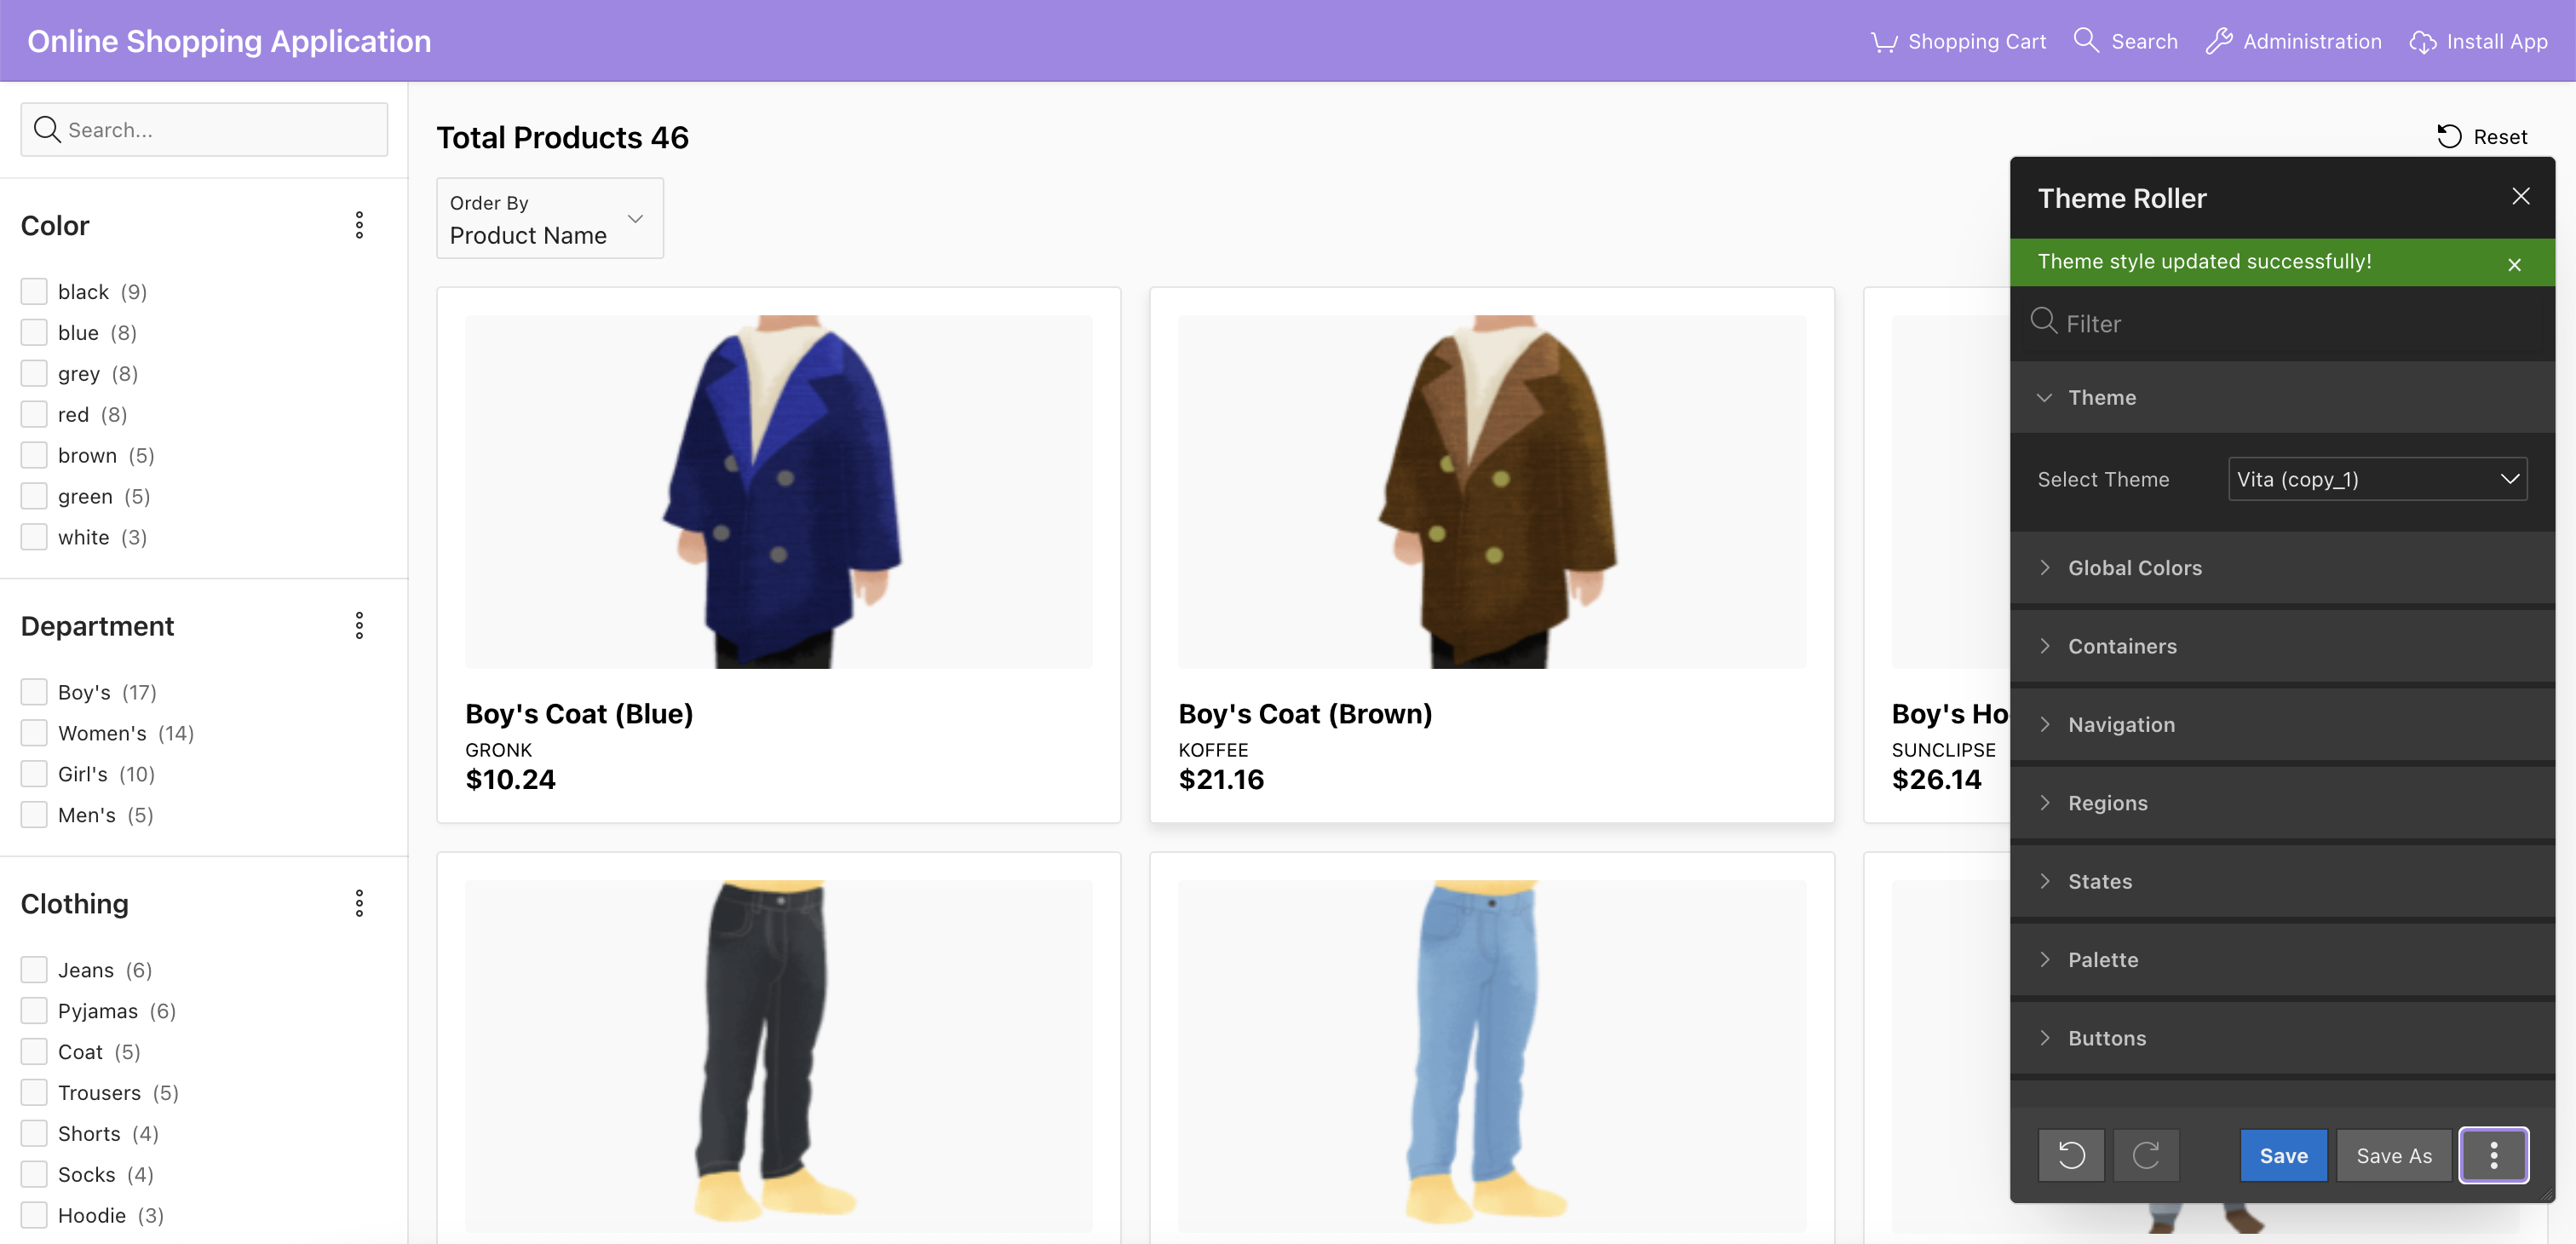 Online Shopping Application
Shopping Cart
Search
Administration
Install App
Search...
Color
black (9)
blue (8)
grey (8)
red (8)
brown (5)
green (5)
white (3)
Department
Boy's (17)
Women's (14)
Girl's (10)
Men's (5)
Clothing
Jeans (6)
Pyjamas (6)
Coat (5)
Trousers (5)
Shorts (4)
Socks (4)
Hoodie (3)
Total Products 46
Reset
Order By
Product Name
Boy's Coat (Blue)
GRONK
$10.24
Boy's Coat (Brown)
KOFFEE
$21.16
Boy's Ho
SUNCLIPSE
$26.14
Theme Roller
Theme style updated successfully!
Filter
Theme
Select Theme
Vita (copy_1)
Global Colors
Containers
Navigation
Regions
States
Palette
Buttons
Save
Save As